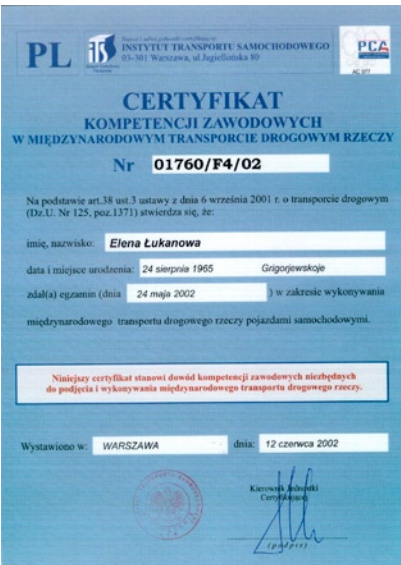 PL
its
INSTYTUT TRANSPORTU SAMOCHODOWEGO
03-301 Warszawa, ul.Jagiellońska 80
PCA
AC 077
CERTYFIKAT
KOMPETENCJI ZAWODOWYCH
W MIĘDZYNARODOWYM TRANSPORCIE DROGOWYM RZECZY
Nr 01760/F4/02
Na podstawie art.38 ust.3 ustawy z dnia 6 września 2001 r. o transporcie drogowym
(Dz.U. Nr 125, poz.1371) stwierdza się, że:
imię, nazwisko: Elena Łukanowa
data i miejsce urodzenia: 24 sierpnia 1965 Grigorjewskoje
zdał(a) egzamin (dnia 24 maja 2002 ) w zakresie wykonywania
międzynarodowego transportu drogowego rzeczy pojazdami samochodowymi.
Niniejszy certyfikat stanowi dowód kompetencji zawodowych niezbędnych
do podjęcia i wykonywania międzynarodowego transportu drogowego rzeczy.
Wystawiono w: WARSZAWA dnia: 12 czerwca 2002
Kierownik Jednostki
Certyfikującej
(podpis)